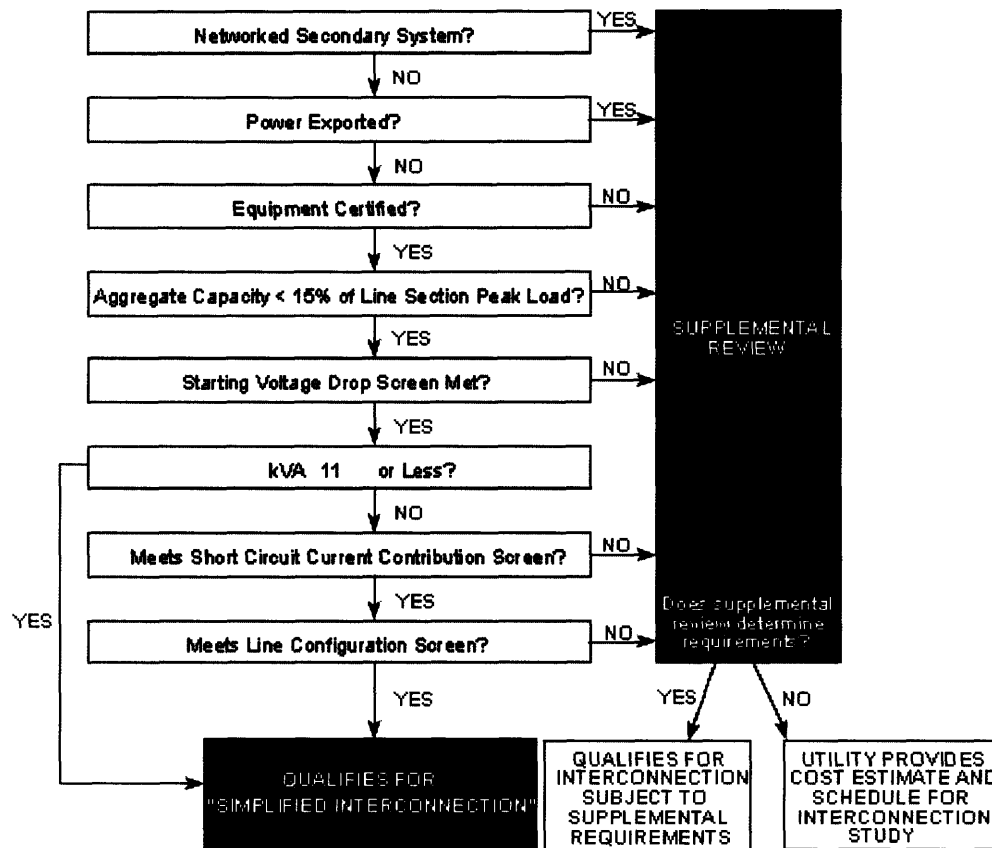 Networked Secondary System?
YES
NO
Power Exported?
YES
NO
Equipment Certified?
NO
YES
Aggregate Capacity < 15% of Line Section Peak Load?
NO
YES
Starting Voltage Drop Screen Met?
NO
YES
kVA 11 or Less?
NO
YES
Meets Short Circuit Current Contribution Screen?
NO
YES
Meets Line Configuration Screen?
NO
YES
SUPPLEMENTAL
REVIEW
Does supplemental
review determine
requirements?
YES
NO
QUALIFIES FOR
"SIMPLIFIED INTERCONNECTION"
QUALIFIES FOR
INTERCONNECTION
SUBJECT TO
SUPPLEMENTAL
REQUIREMENTS
UTILITY PROVIDES
COST ESTIMATE AND
SCHEDULE FOR
INTERCONNECTION
STUDY